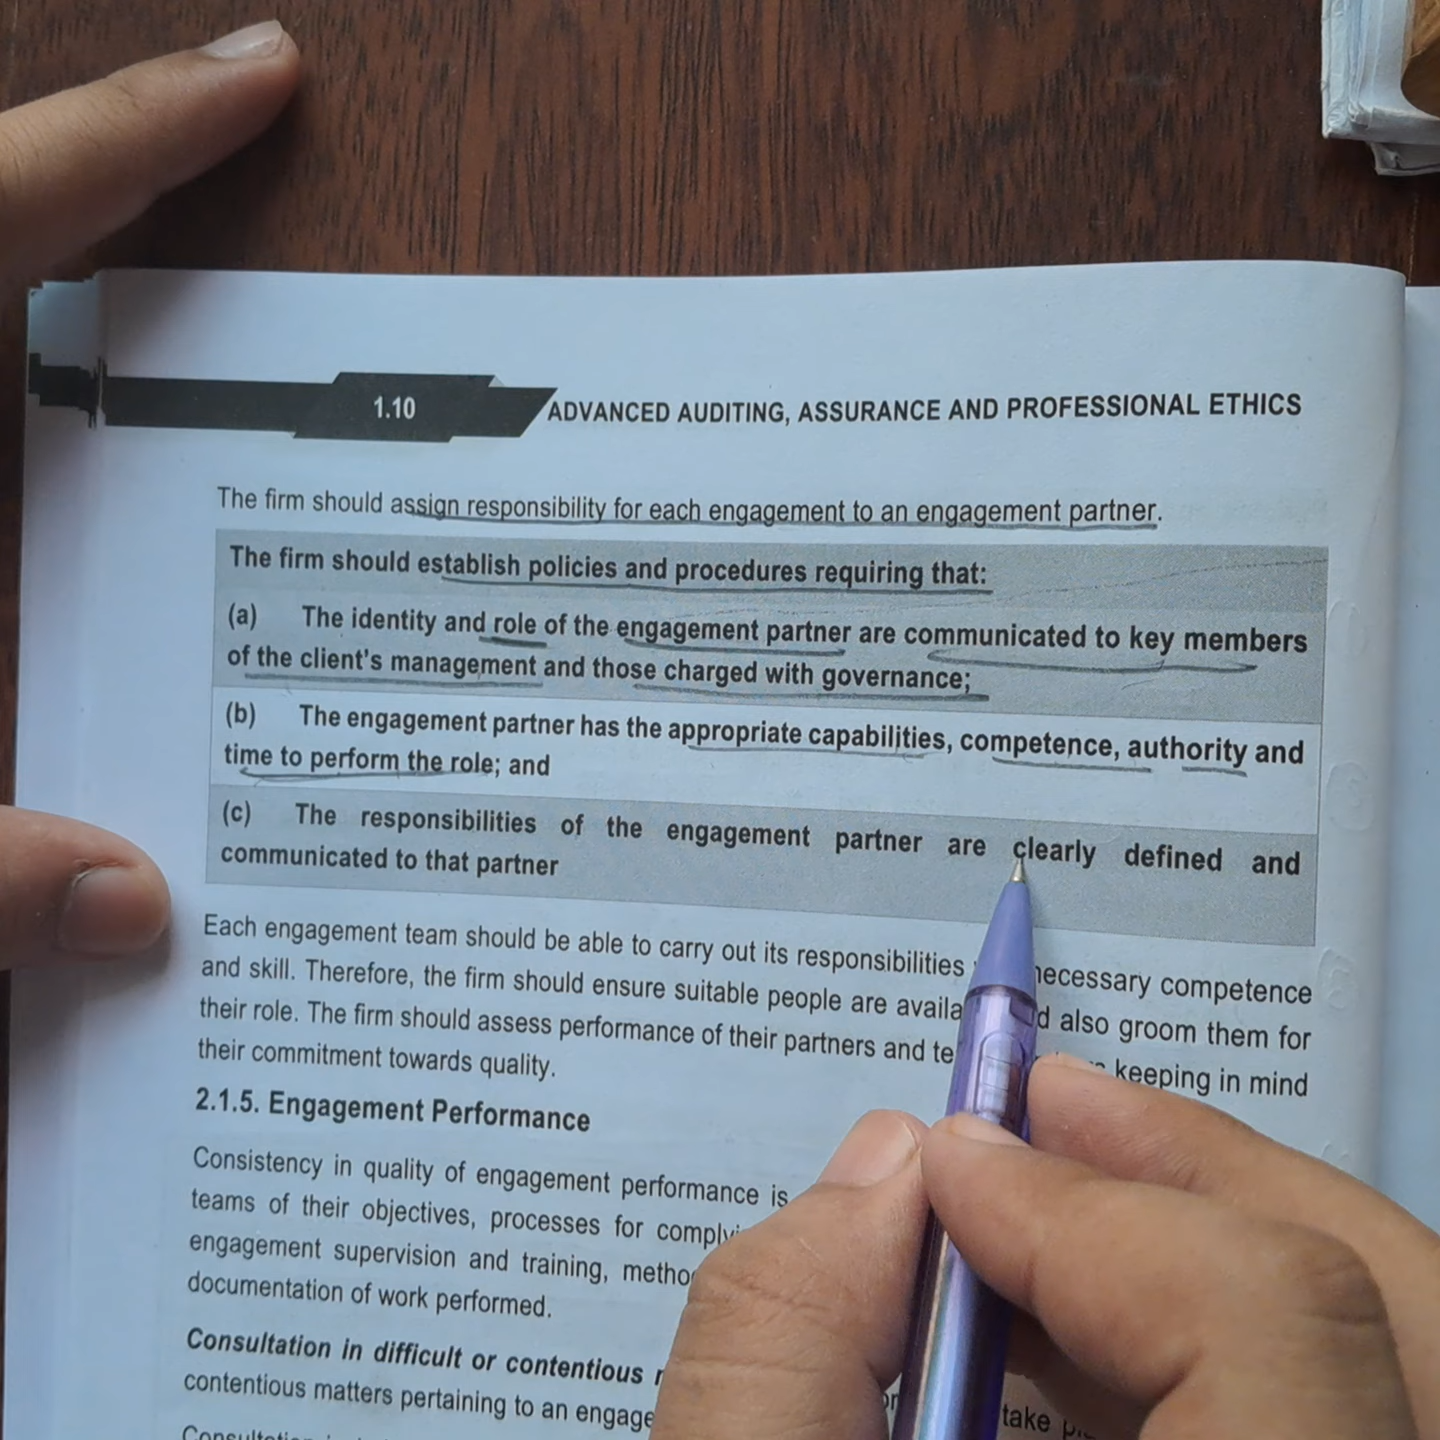 1.10
ADVANCED AUDITING, ASSURANCE AND PROFESSIONAL ETHICS
The firm should assign responsibility for each engagement to an engagement partner.
The firm should establish policies and procedures requiring that:
(a) The identity and role of the engagement partner are communicated to key members
of the client's management and those charged with governance;
(b) The engagement partner has the appropriate capabilities, competence, authority and
time to perform the role; and
(c) The responsibilities of the engagement partner are clearly defined and
communicated to that partner
Each engagement team should be able to carry out its responsibilities necessary competence
and skill. Therefore, the firm should ensure suitable people are also groom them for
their role. The firm should assess performance of their partners and keeping in mind
their commitment towards quality.
2.1.5. Engagement Performance
Consistency in quality of engagement performance is
teams of their objectives, processes for
engagement supervision and training,
documentation of work performed.
Consultation in difficult or contentious
contentious matters pertaining to an
take